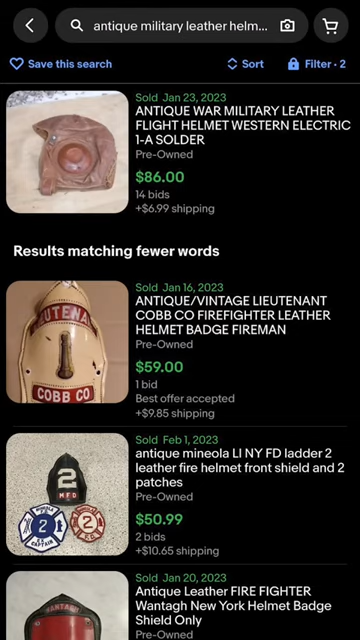 antique military leather helm...
Save this search
Sort
Filter • 2
Sold Jan 23, 2023
ANTIQUE WAR MILITARY LEATHER
FLIGHT HELMET WESTERN ELECTRIC
1-A SOLDER
Pre-Owned
$86.00
14 bids
+$6.99 shipping
Results matching fewer words
LIEUTENA
COBB CO
Sold Jan 16, 2023
ANTIQUE/VINTAGE LIEUTENANT
COBB CO FIREFIGHTER LEATHER
HELMET BADGE FIREMAN
Pre-Owned
$59.00
1 bid
Best offer accepted
+$9.85 shipping
2
MFD
2
2
CAPTAIN
Sold Feb 1, 2023
antique mineola LI NY FD ladder 2
leather fire helmet front shield and 2
patches
Pre-Owned
$50.99
2 bids
+$10.65 shipping
WANTAGH
Sold Jan 20, 2023
Antique Leather FIRE FIGHTER
Wantagh New York Helmet Badge
Shield Only
Pre-Owned